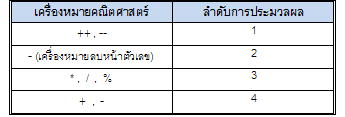 เครื่องหมายคณิตศาสตร์ ลำดับการประมวลผล
++ , -- 1
- (เครื่องหมายลบหน้าตัวเลข) 2
* , / , % 3
+ , - 4